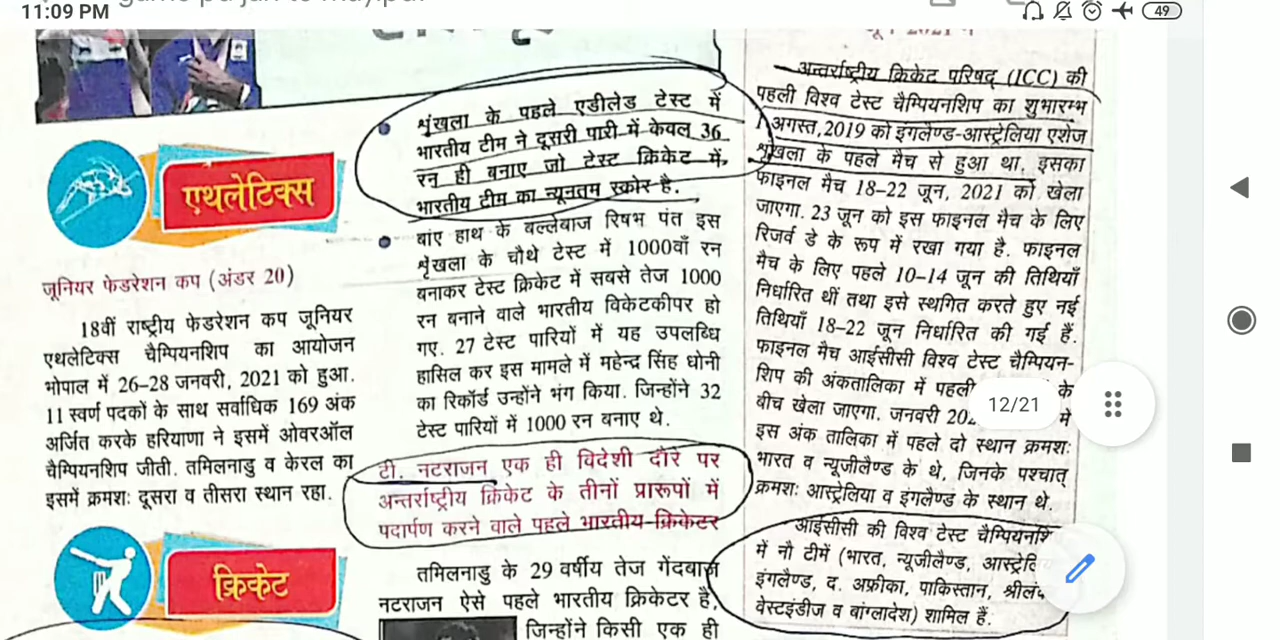 11:09 PM
49
एथलेटिक्स
जूनियर फेडरेशन कप (अंडर 20)
18वीं राष्ट्रीय फेडरेशन कप जूनियर
एथलेटिक्स चैम्पियनशिप का आयोजन
भोपाल में 26–28 जनवरी, 2021 को हुआ.
11 स्वर्ण पदकों के साथ सर्वाधिक 169 अंक
अर्जित करके हरियाणा ने इसमें ओवरऑल
चैम्पियनशिप जीती. तमिलनाडु व केरल का
इसमें क्रमशः दूसरा व तीसरा स्थान रहा.
क्रिकेट
शृंखला के पहले एडीलेड टेस्ट में
भारतीय टीम ने दूसरी पारी में केवल 36
रन ही बनाए जो टेस्ट क्रिकेट में,
भारतीय टीम का न्यूनतम स्कोर है.
बांए हाथ के बल्लेबाज रिषभ पंत इस
शृंखला के चौथे टेस्ट में 1000वाँ रन
बनाकर टेस्ट क्रिकेट में सबसे तेज 1000
रन बनाने वाले भारतीय विकेटकीपर हो
गए. 27 टेस्ट पारियों में यह उपलब्धि
हासिल कर इस मामले में महेन्द्र सिंह धोनी
का रिकॉर्ड उन्होंने भंग किया. जिन्होंने 32
टेस्ट पारियों में 1000 रन बनाए थे.
टी. नटराजन एक ही विदेशी दौरे पर
अन्तर्राष्ट्रीय क्रिकेट के तीनों प्रारूपों में
पदार्पण करने वाले पहले भारतीय-क्रिकेटर
तमिलनाडु के 29 वर्षीय तेज गेंदबाज
नटराजन ऐसे पहले भारतीय क्रिकेटर है,
जिन्होंने किसी एक ही
अन्तर्राष्ट्रीय क्रिकेट परिषद् (ICC) की
पहली विश्व टेस्ट चैम्पियनशिप का शुभारम्भ
1 अगस्त, 2019 को इंगलैण्ड-आस्ट्रेलिया एशेज
शृंखला के पहले मैच से हुआ था. इसका
फाइनल मैच 18–22 जून, 2021 को, खेला
जाएगा. 23 जून को इस फाइनल मैच के लिए
रिजर्व डे के रूप में रखा गया है. फाइनल
मैच के लिए पहले 10–14 जून की तिथियाँ
निर्धारित थीं तथा इसे स्थगित करते हुए नई
तिथियाँ 18–22 जून निर्धारित की गई हैं.
फाइनल मैच आईसीसी विश्व टेस्ट चैम्पियन-
शिप की अंकतालिका में पहली के
बीच खेला जाएगा. जनवरी में
इस अंक तालिका में पहले दो स्थान क्रमशः
भारत व न्यूजीलैण्ड के थे, जिनके पश्चात्
क्रमशः आस्ट्रेलिया व इंगलैण्ड के स्थान थे.
आईसीसी की विश्व टेस्ट
में नौ टीमें (भारत, न्यूजीलैण्ड,
इंगलैण्ड, द. अफ्रीका, पाकिस्तान,
वेस्टइंडीज व बांग्लादेश) शामिल हैं.
12/21